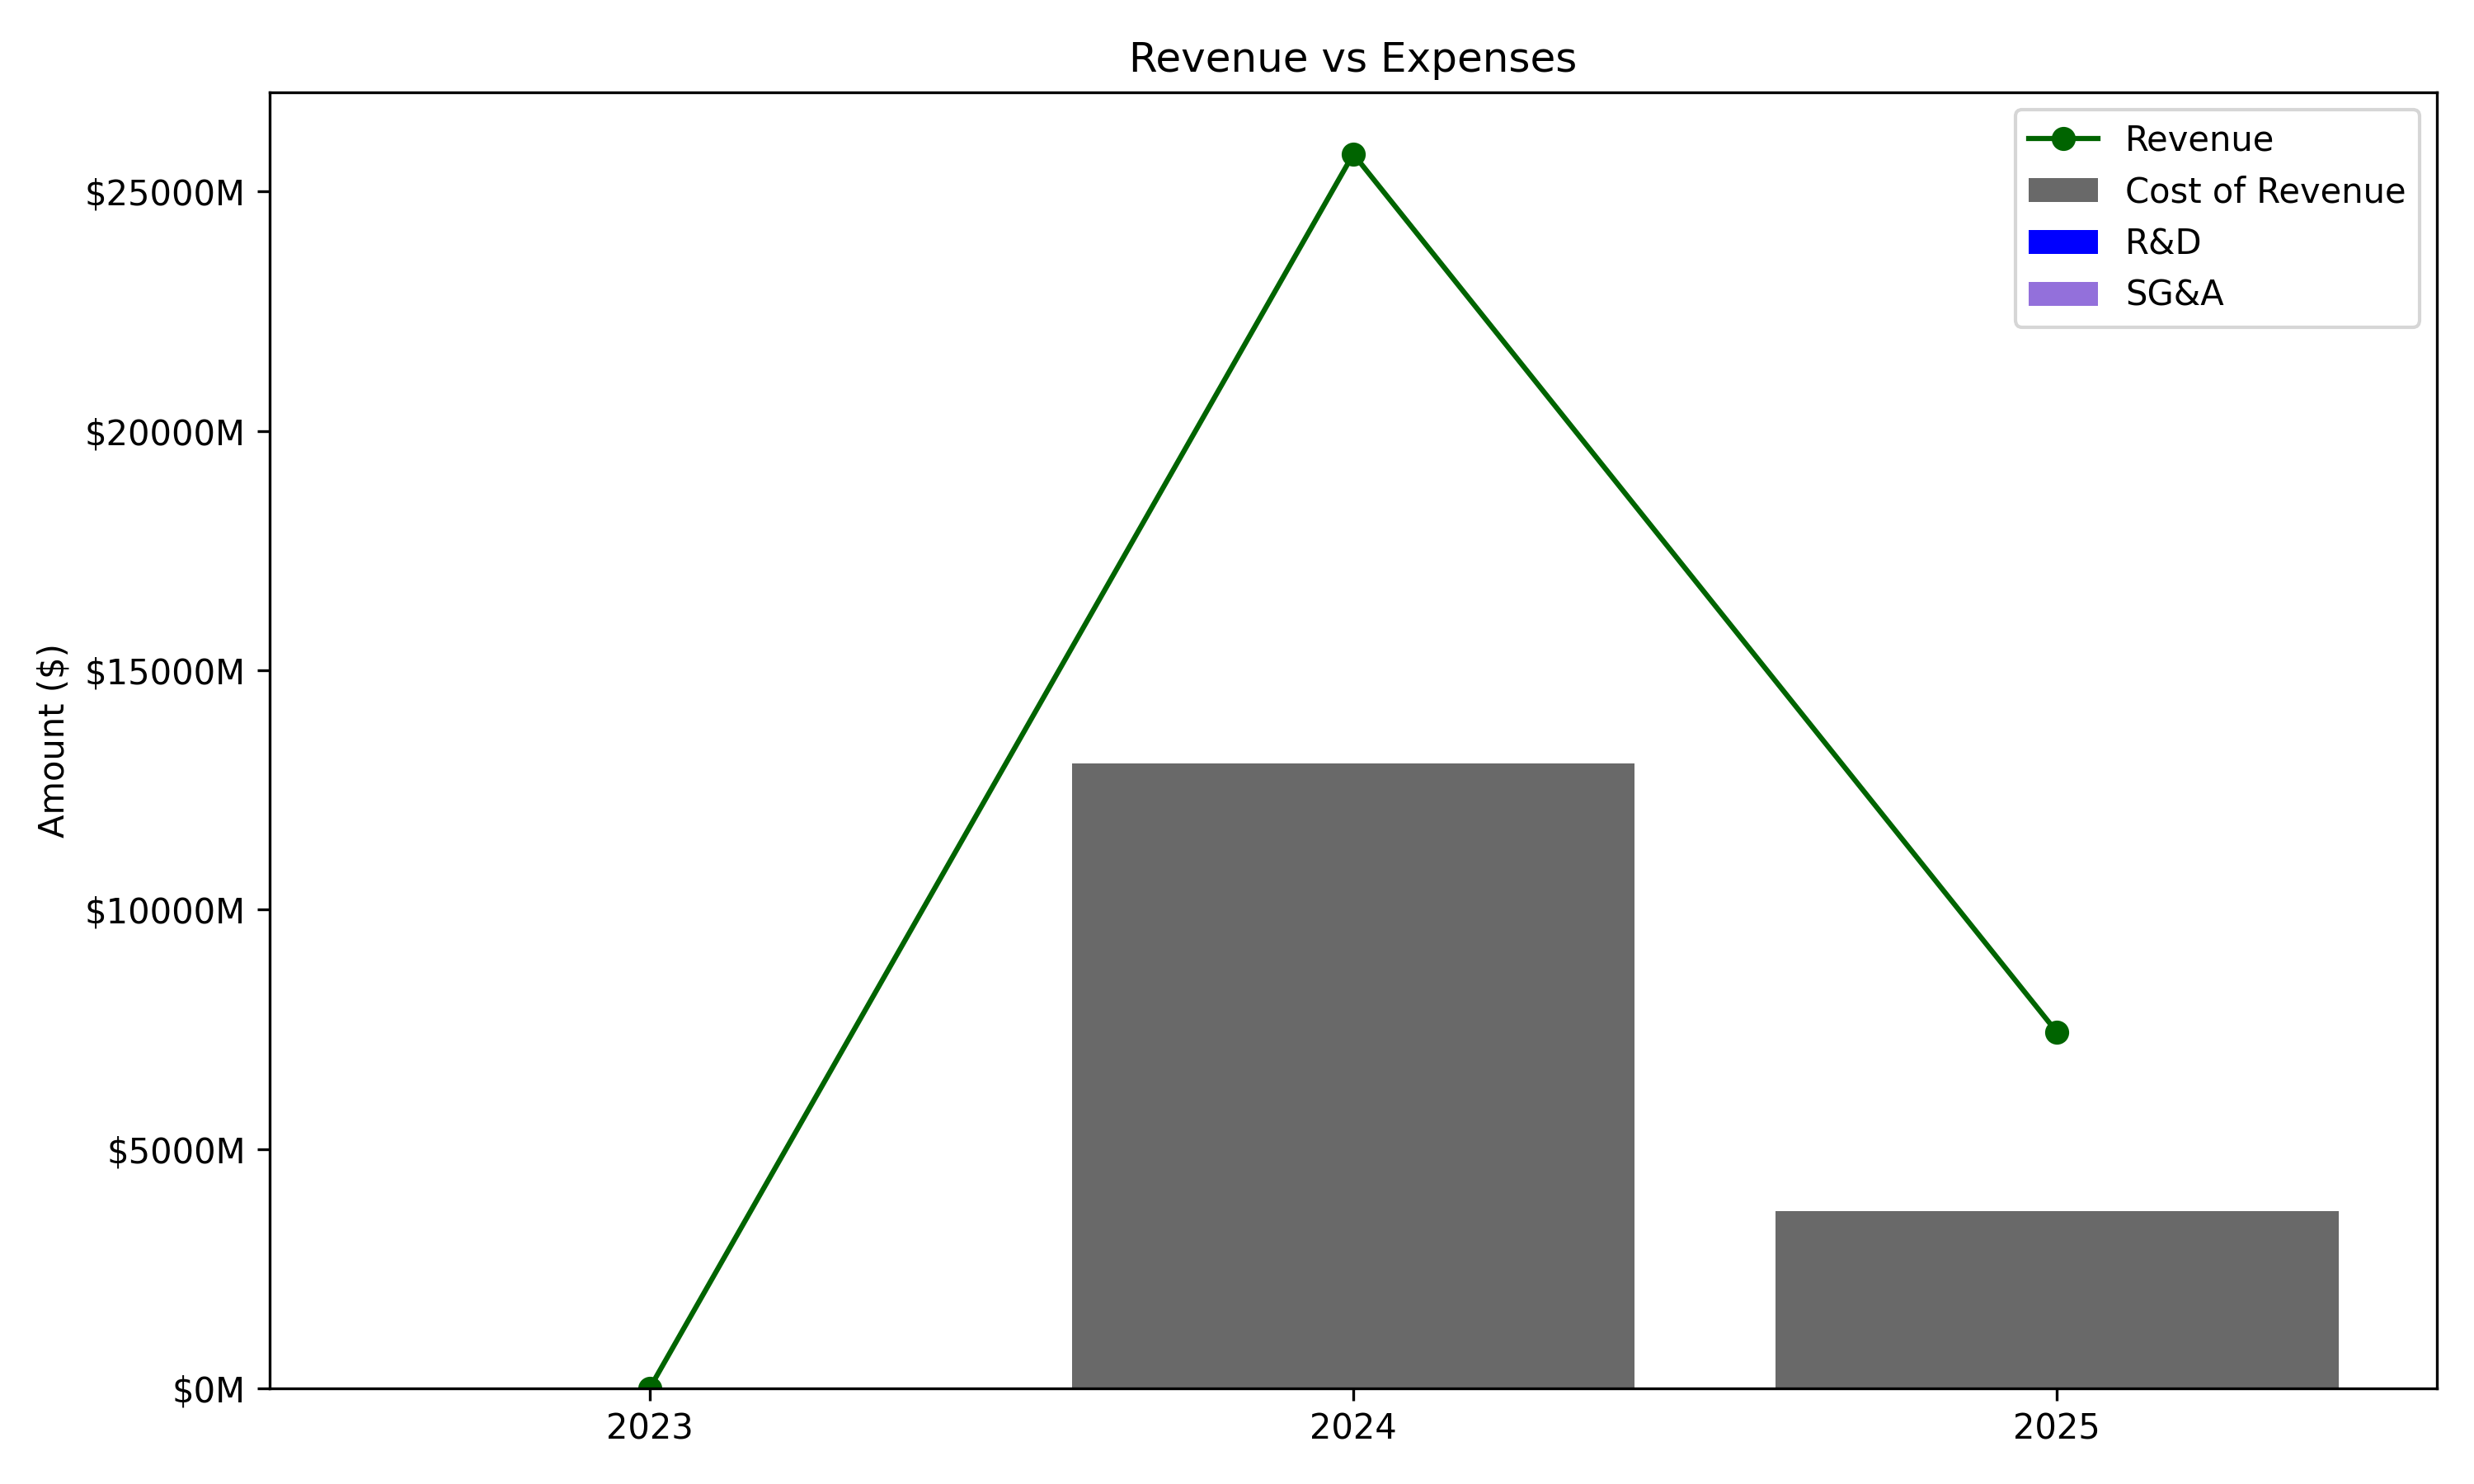 Revenue vs Expenses
Revenue
Cost of Revenue
R&D
SG&A
Amount ($)
$25000M
$20000M
$15000M
$10000M
$5000M
$0M
2023
2024
2025